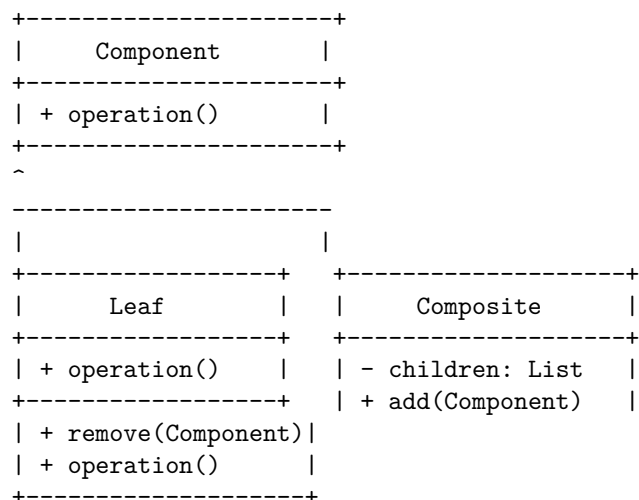 +----------------------+
|     Component       |
+----------------------+
| + operation()       |
+----------------------+
^
-----------------------
|                     |
+------------------+   +--------------------+
|      Leaf        |   |     Composite      |
+------------------+   +--------------------+
| + operation()    |   | - children: List   |
+------------------+   | + add(Component)   |
| + remove(Component)|
| + operation()      |
+--------------------+